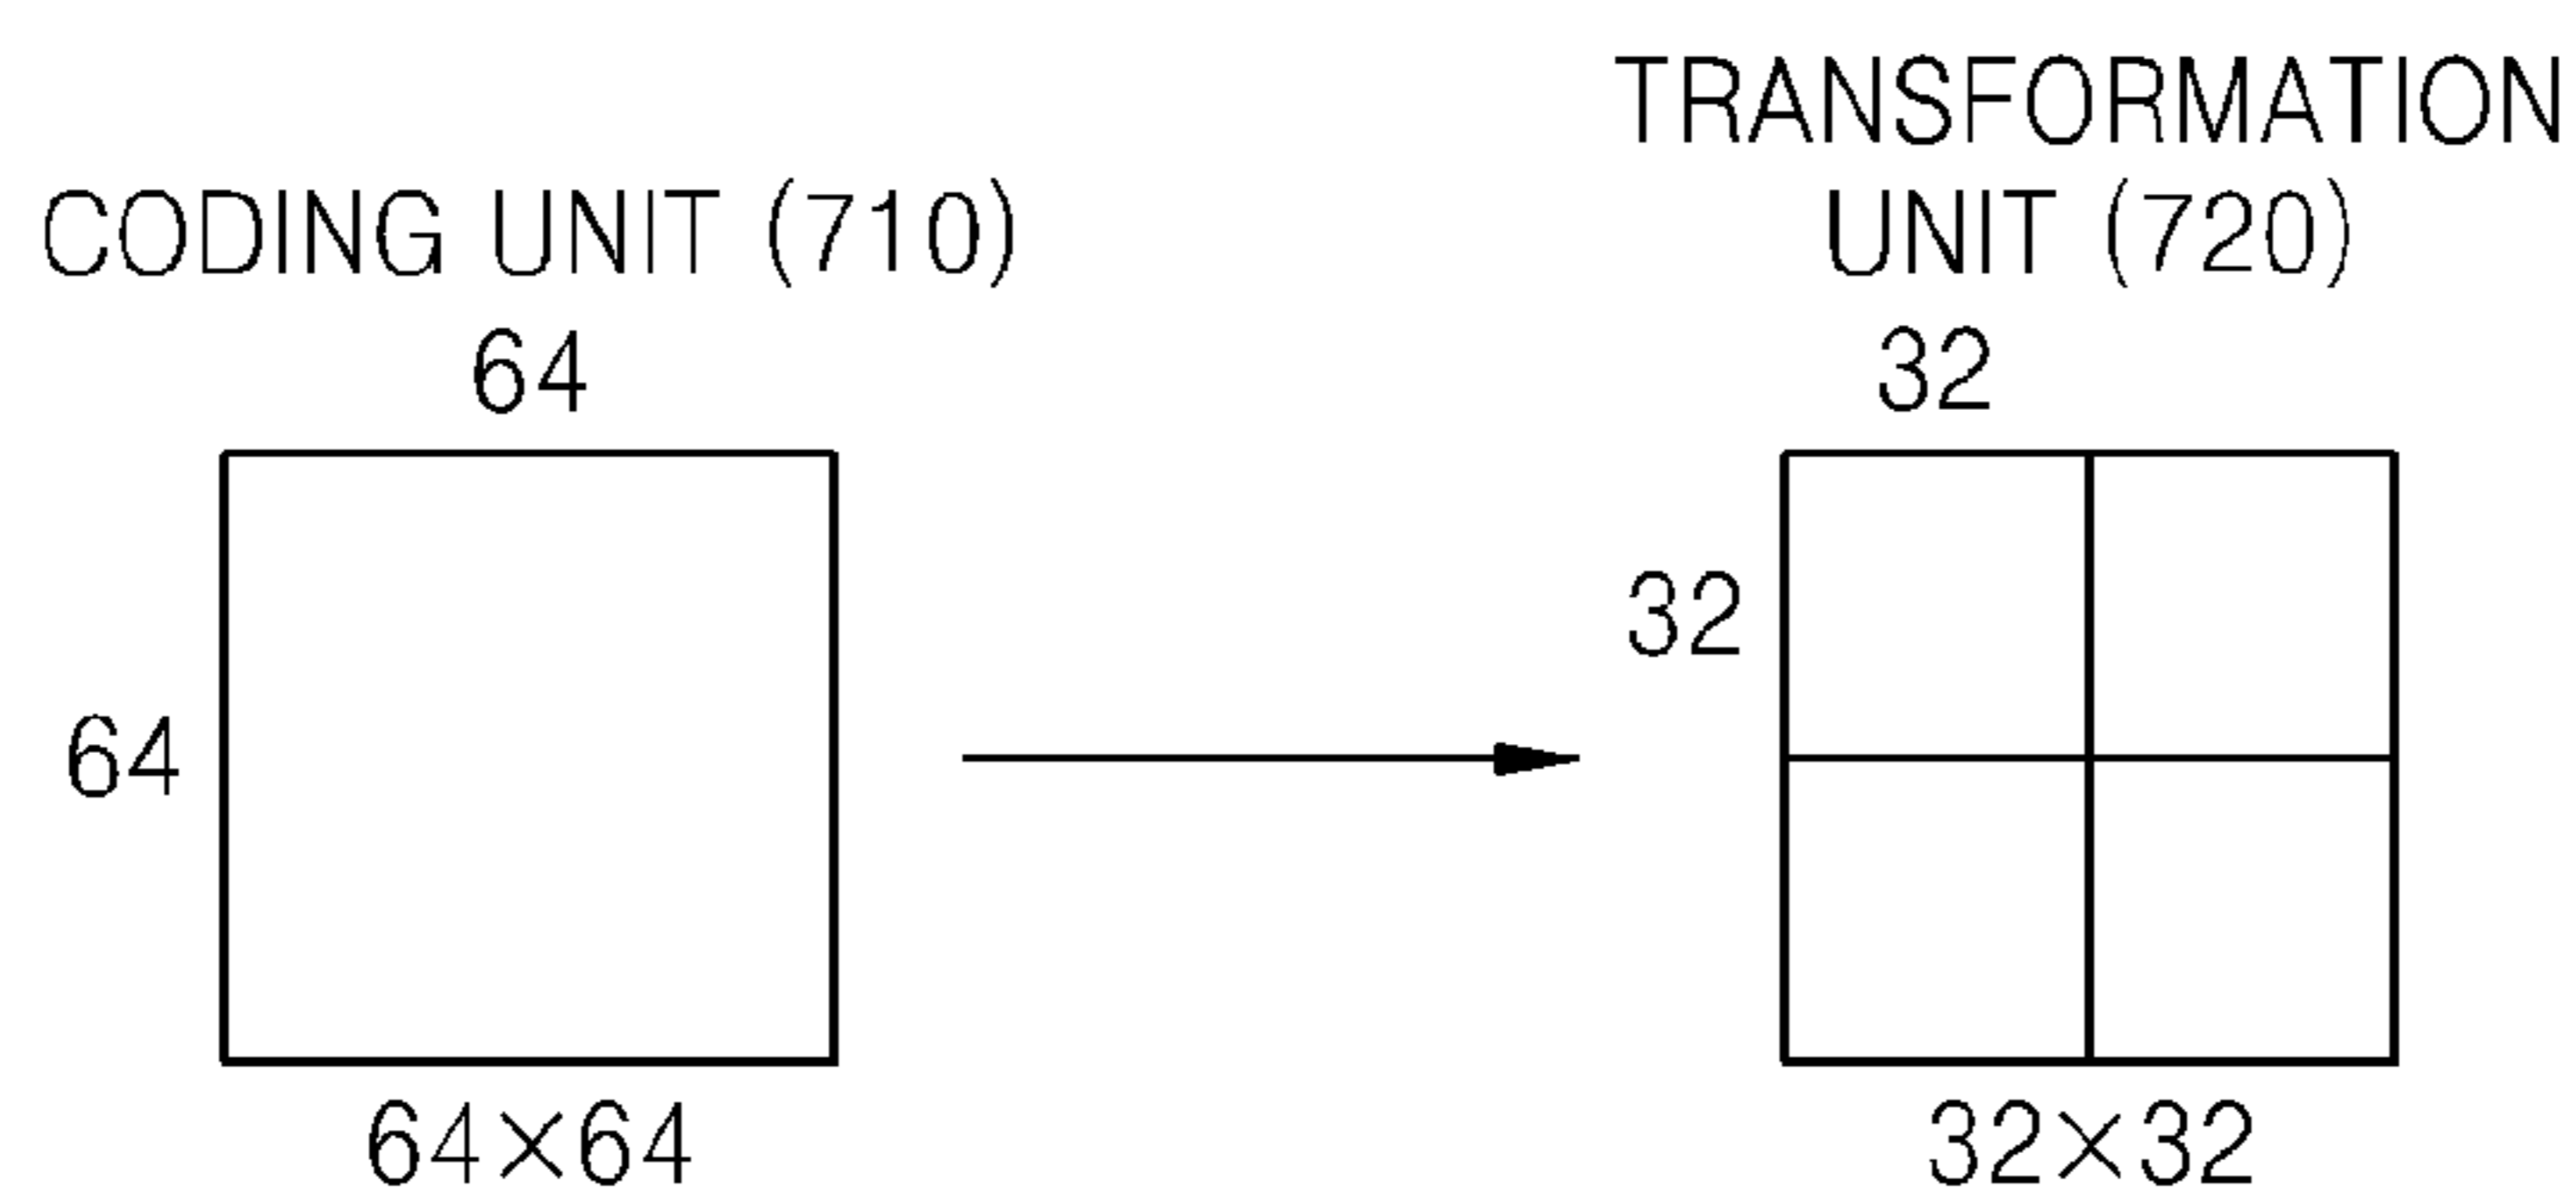 CODING UNIT (710)
64
64
64×64
TRANSFORMATION
UNIT (720)
32
32
32×32